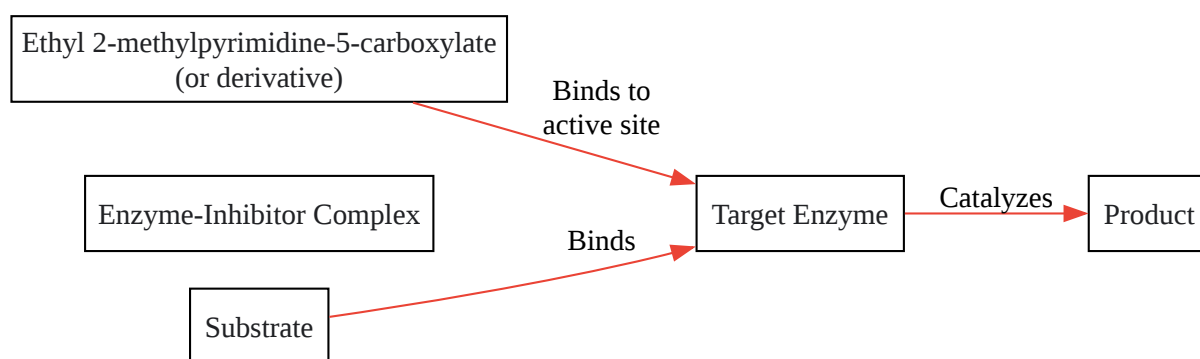 Ethyl 2-methylpyrimidine-5-carboxylate
(or derivative)
Binds to
active site
Enzyme-Inhibitor Complex
Target Enzyme
Catalyzes
Product
Binds
Substrate